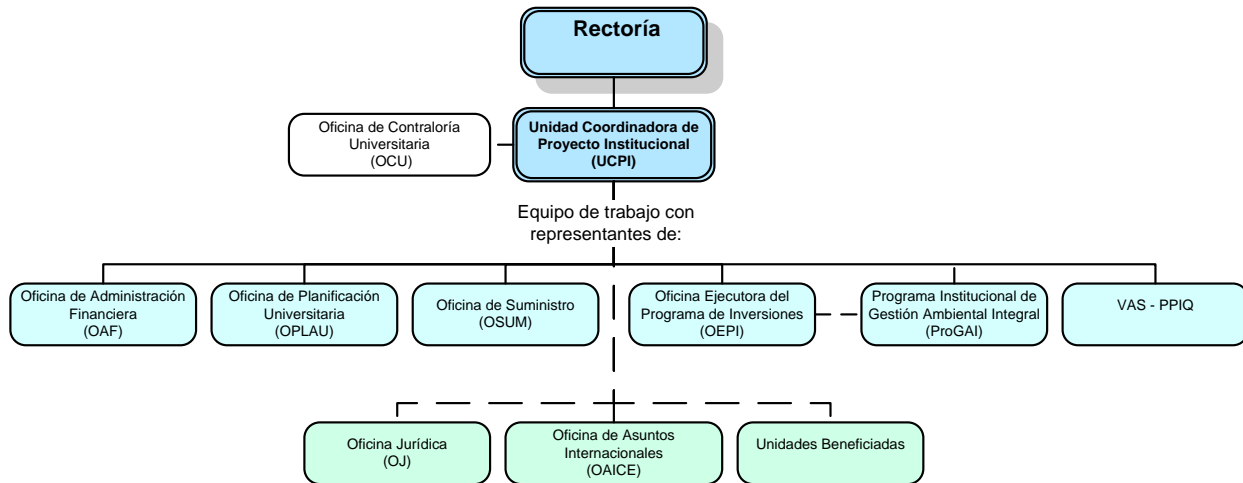 Rectoría
Oficina de Contraloría
Universitaria
(OCU)
Unidad Coordinadora de
Proyecto Institucional
(UCPI)
Equipo de trabajo con
representantes de:
Oficina de Administración
Financiera
(OAF)
Oficina de Planificación
Universitaria
(OPLAU)
Oficina de Suministro
(OSUM)
Oficina Ejecutora del
Programa de Inversiones
(OEPI)
Programa Institucional de
Gestión Ambiental Integral
(ProGAI)
VAS - PPIQ
Oficina Jurídica
(OJ)
Oficina de Asuntos
Internacionales
(OAICE)
Unidades Beneficiadas